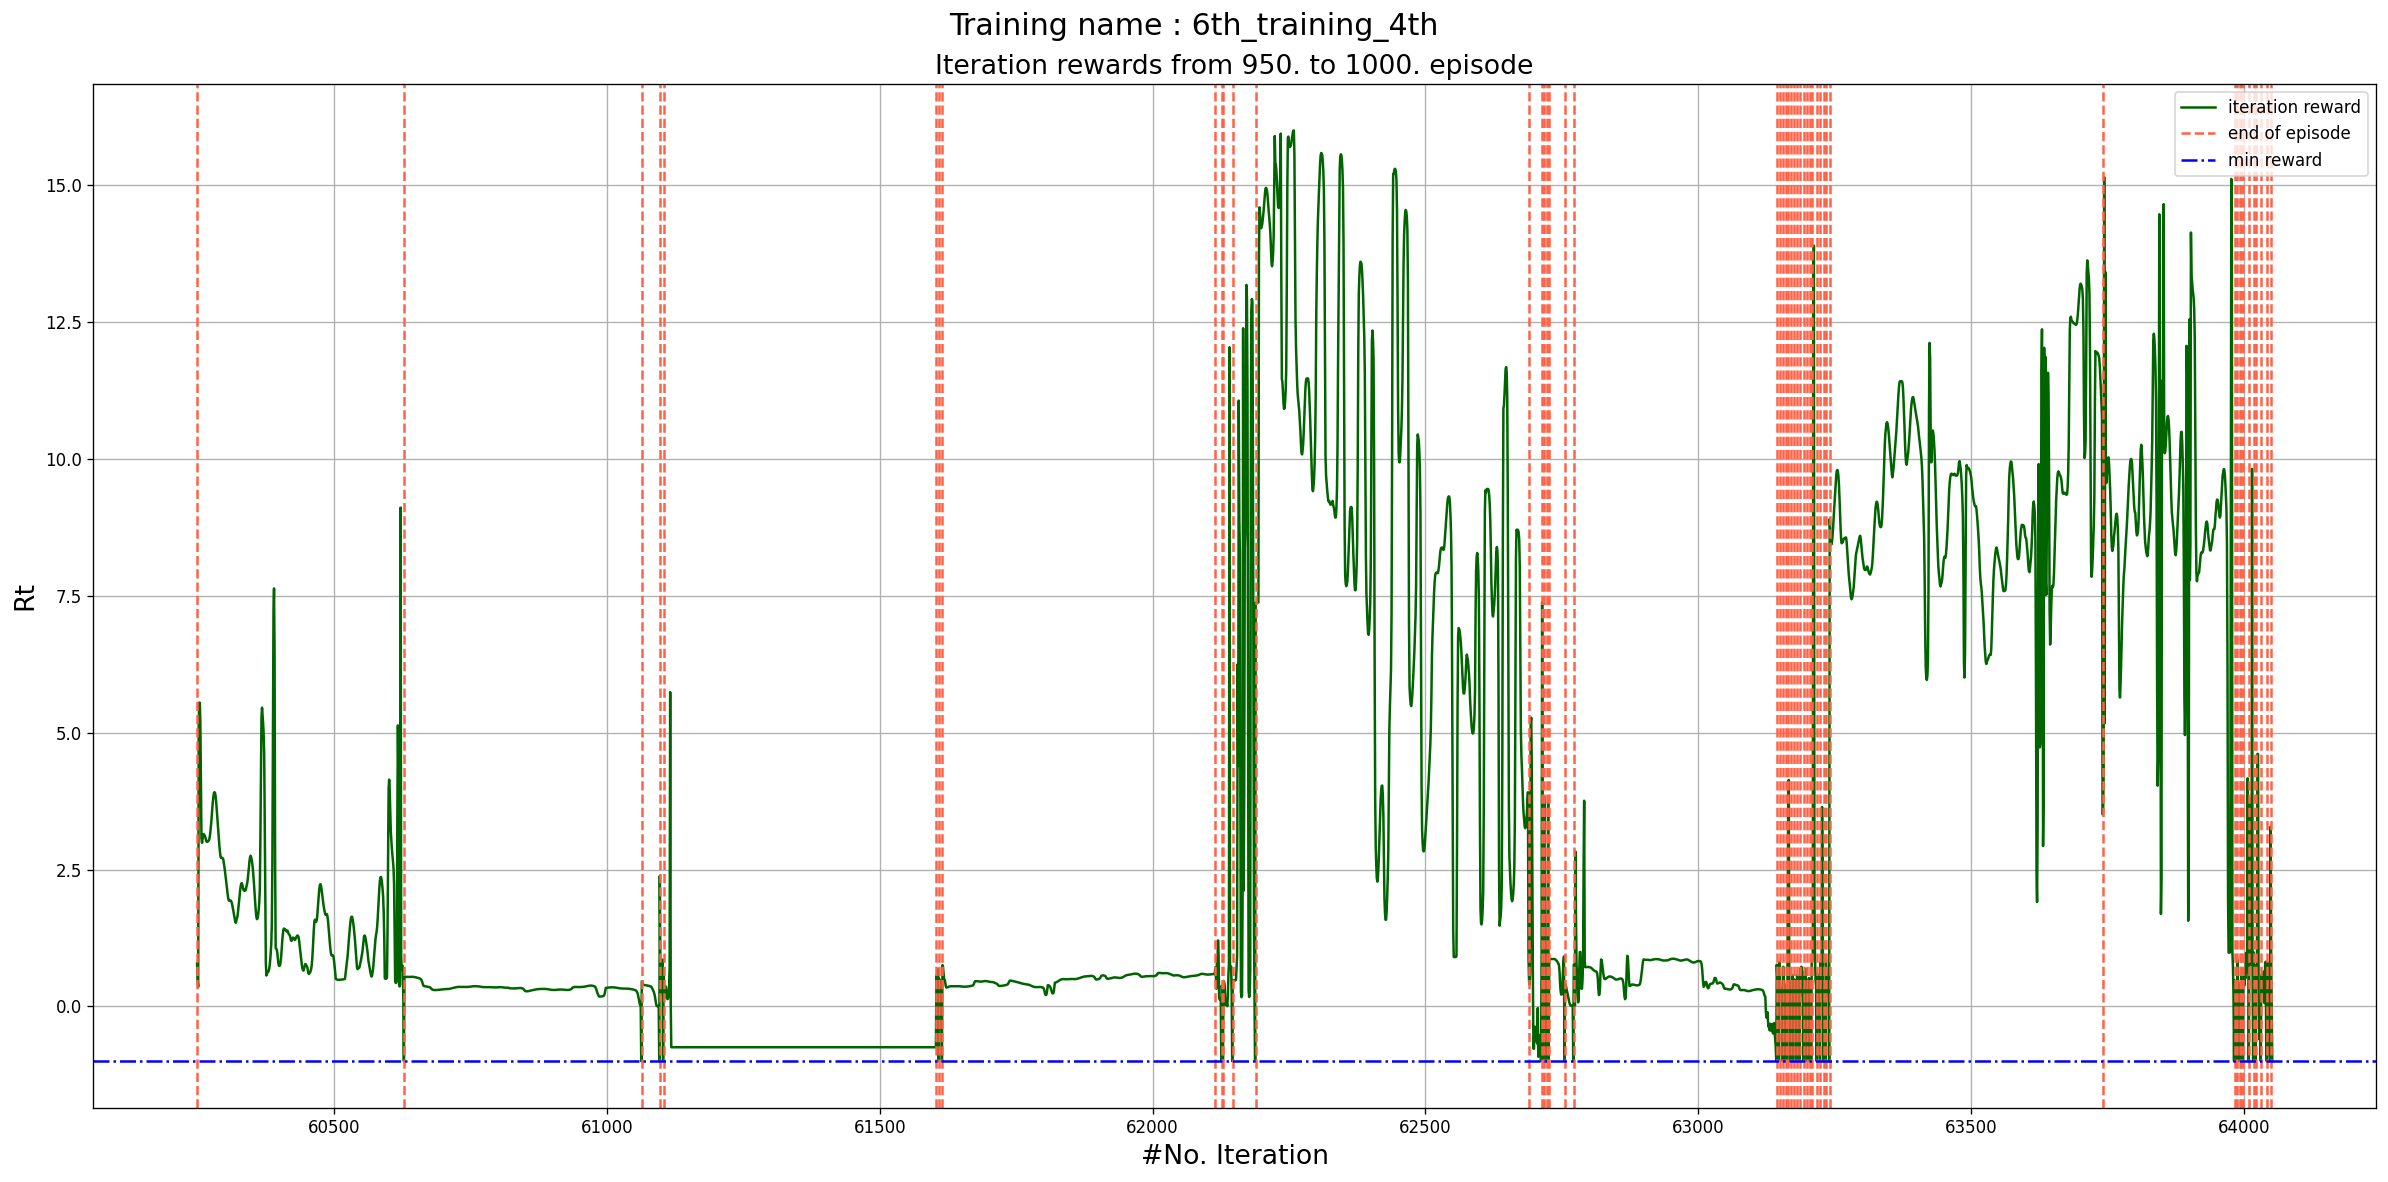 Training name : 6th_training_4th
Iteration rewards from 950. to 1000. episode
iteration reward
end of episode
min reward
15.0
12.5
10.0
7.5
5.0
2.5
0.0
Rt
60500 61000 61500 62000 62500 63000 63500 64000
#No. Iteration